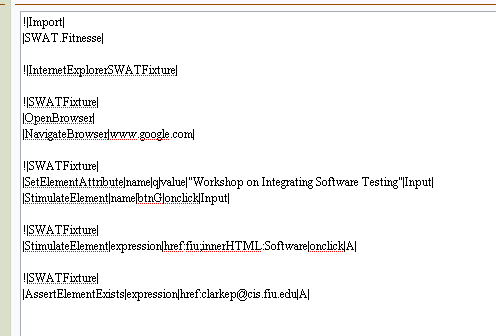 !|Import|
|SWAT.Fitnesse|
!|InternetExplorerSWATFixture|
!|SWATFixture|
|OpenBrowser|
|NavigateBrowser|www.google.com|
!|SWATFixture|
|SetElementAttribute|name|q|value|"Workshop on Integrating Software Testing"|Input|
|StimulateElement|name|btnG|onclick|Input|
!|SWATFixture|
|StimulateElement|expression|href:fiu;innerHTML:Software|onclick|A|
!|SWATFixture|
|AssertElementExists|expression|href:clarkep@cis.fiu.edu|A|